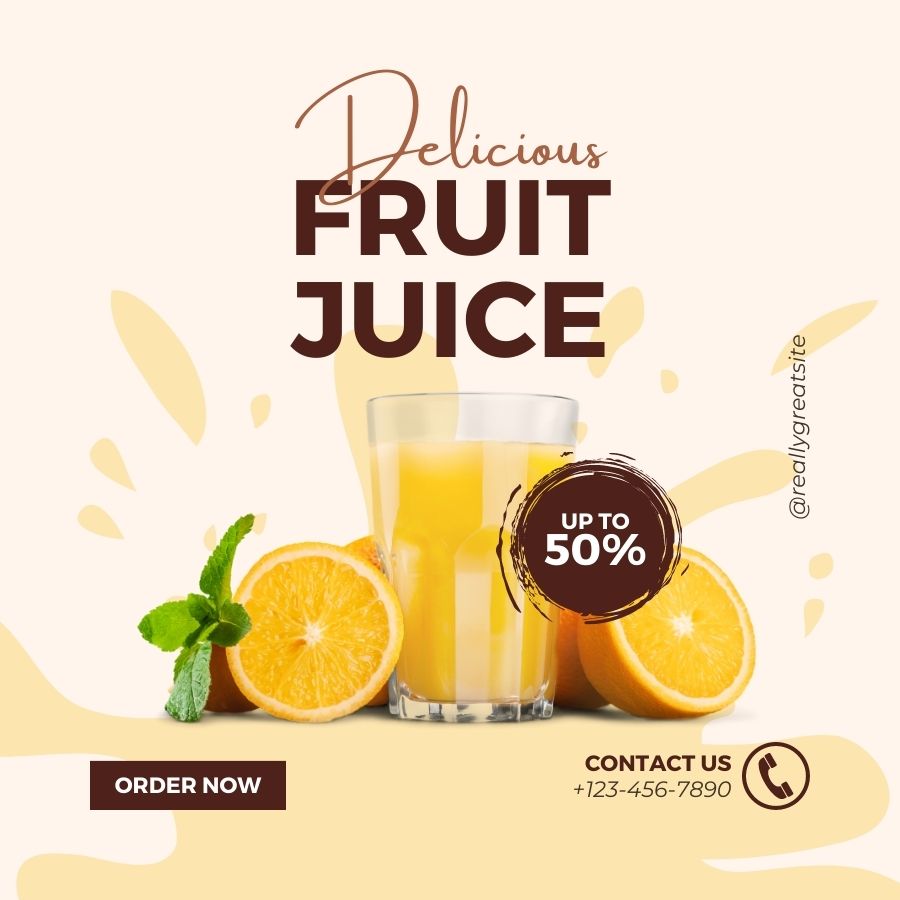 Delicious
FRUIT
JUICE
@reallygreatsite
UP TO
50%
ORDER NOW
CONTACT US
+123-456-7890